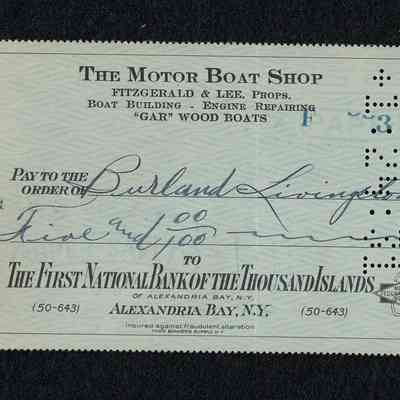 THE MOTOR BOAT SHOP
FITZGERALD & LEE, PROPS.
BOAT BUILDING - ENGINE REPAIRING
"GAR" WOOD BOATS
PAY TO THE
ORDER OF Burland Livingston
Five and 00/100
TO
THE FIRST NATIONAL BANK OF THE THOUSAND ISLANDS
OF ALEXANDRIA BAY, N.Y.
(50-643) ALEXANDRIA BAY, N.Y. (50-643)
Insured against fraudulent alteration